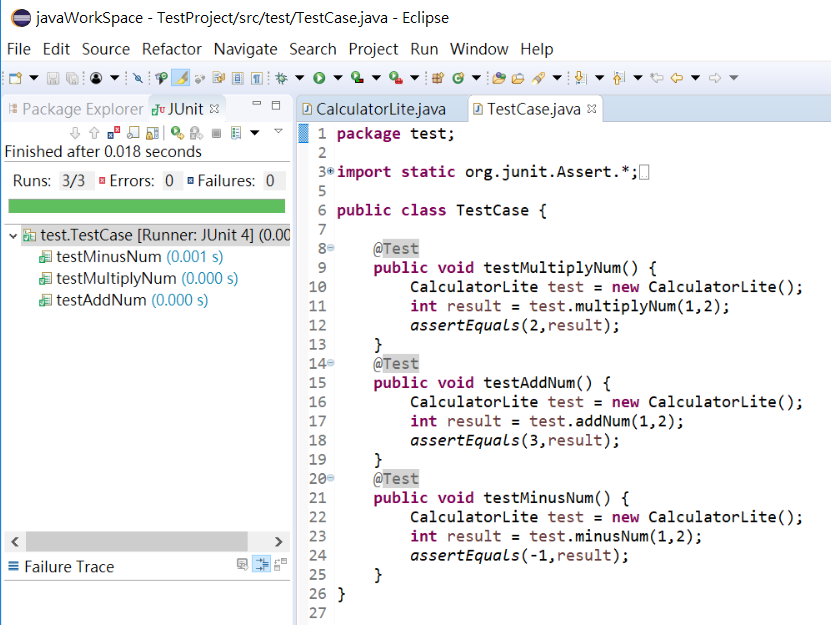 javaWorkSpace - TestProject/src/test/TestCase.java - Eclipse
File Edit Source Refactor Navigate Search Project Run Window Help
Package Explorer JUnit
Finished after 0.018 seconds
Runs: 3/3 Errors: 0 Failures: 0
test.TestCase [Runner: JUnit 4] (0.00
testMinusNum (0.001 s)
testMultiplyNum (0.000 s)
testAddNum (0.000 s)
Failure Trace
CalculatorLite.java TestCase.java
1 package test;
2
3 import static org.junit.Assert.*;
5
6 public class TestCase {
7
8 @Test
9 public void testMultiplyNum() {
10 CalculatorLite test = new CalculatorLite();
11 int result = test.multiplyNum(1,2);
12 assertEquals(2,result);
13 }
14 @Test
15 public void testAddNum() {
16 CalculatorLite test = new CalculatorLite();
17 int result = test.addNum(1,2);
18 assertEquals(3,result);
19 }
20 @Test
21 public void testMinusNum() {
22 CalculatorLite test = new CalculatorLite();
23 int result = test.minusNum(1,2);
24 assertEquals(-1,result);
25 }
26 }
27